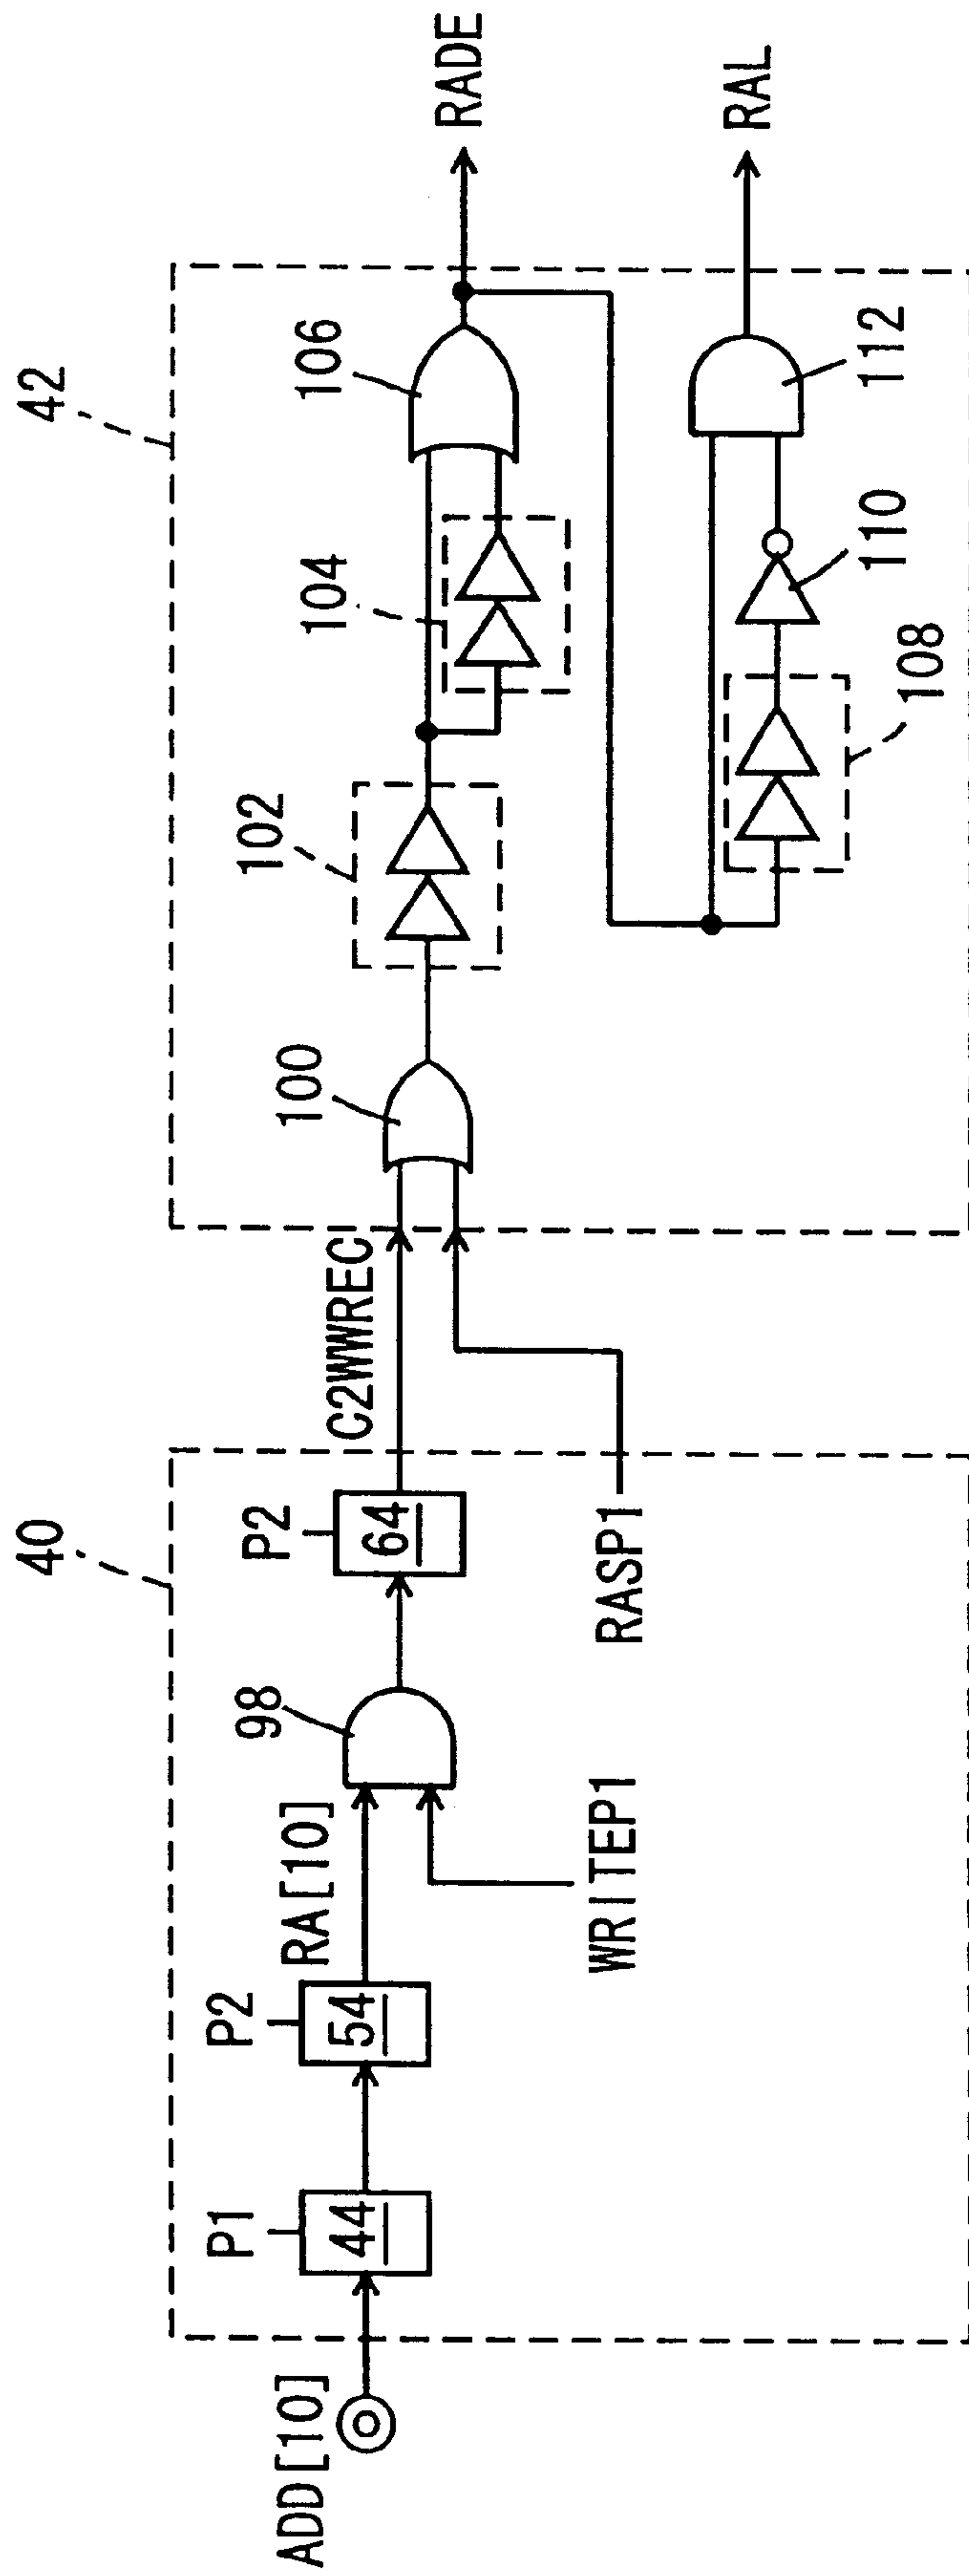 40
42
ADD[10]
P1
44
P2
54
RA[10]
98
WRITEP1
P2
64
C2WWREC
RASP1
100
102
104
106
RADE
108
110
112
RAL